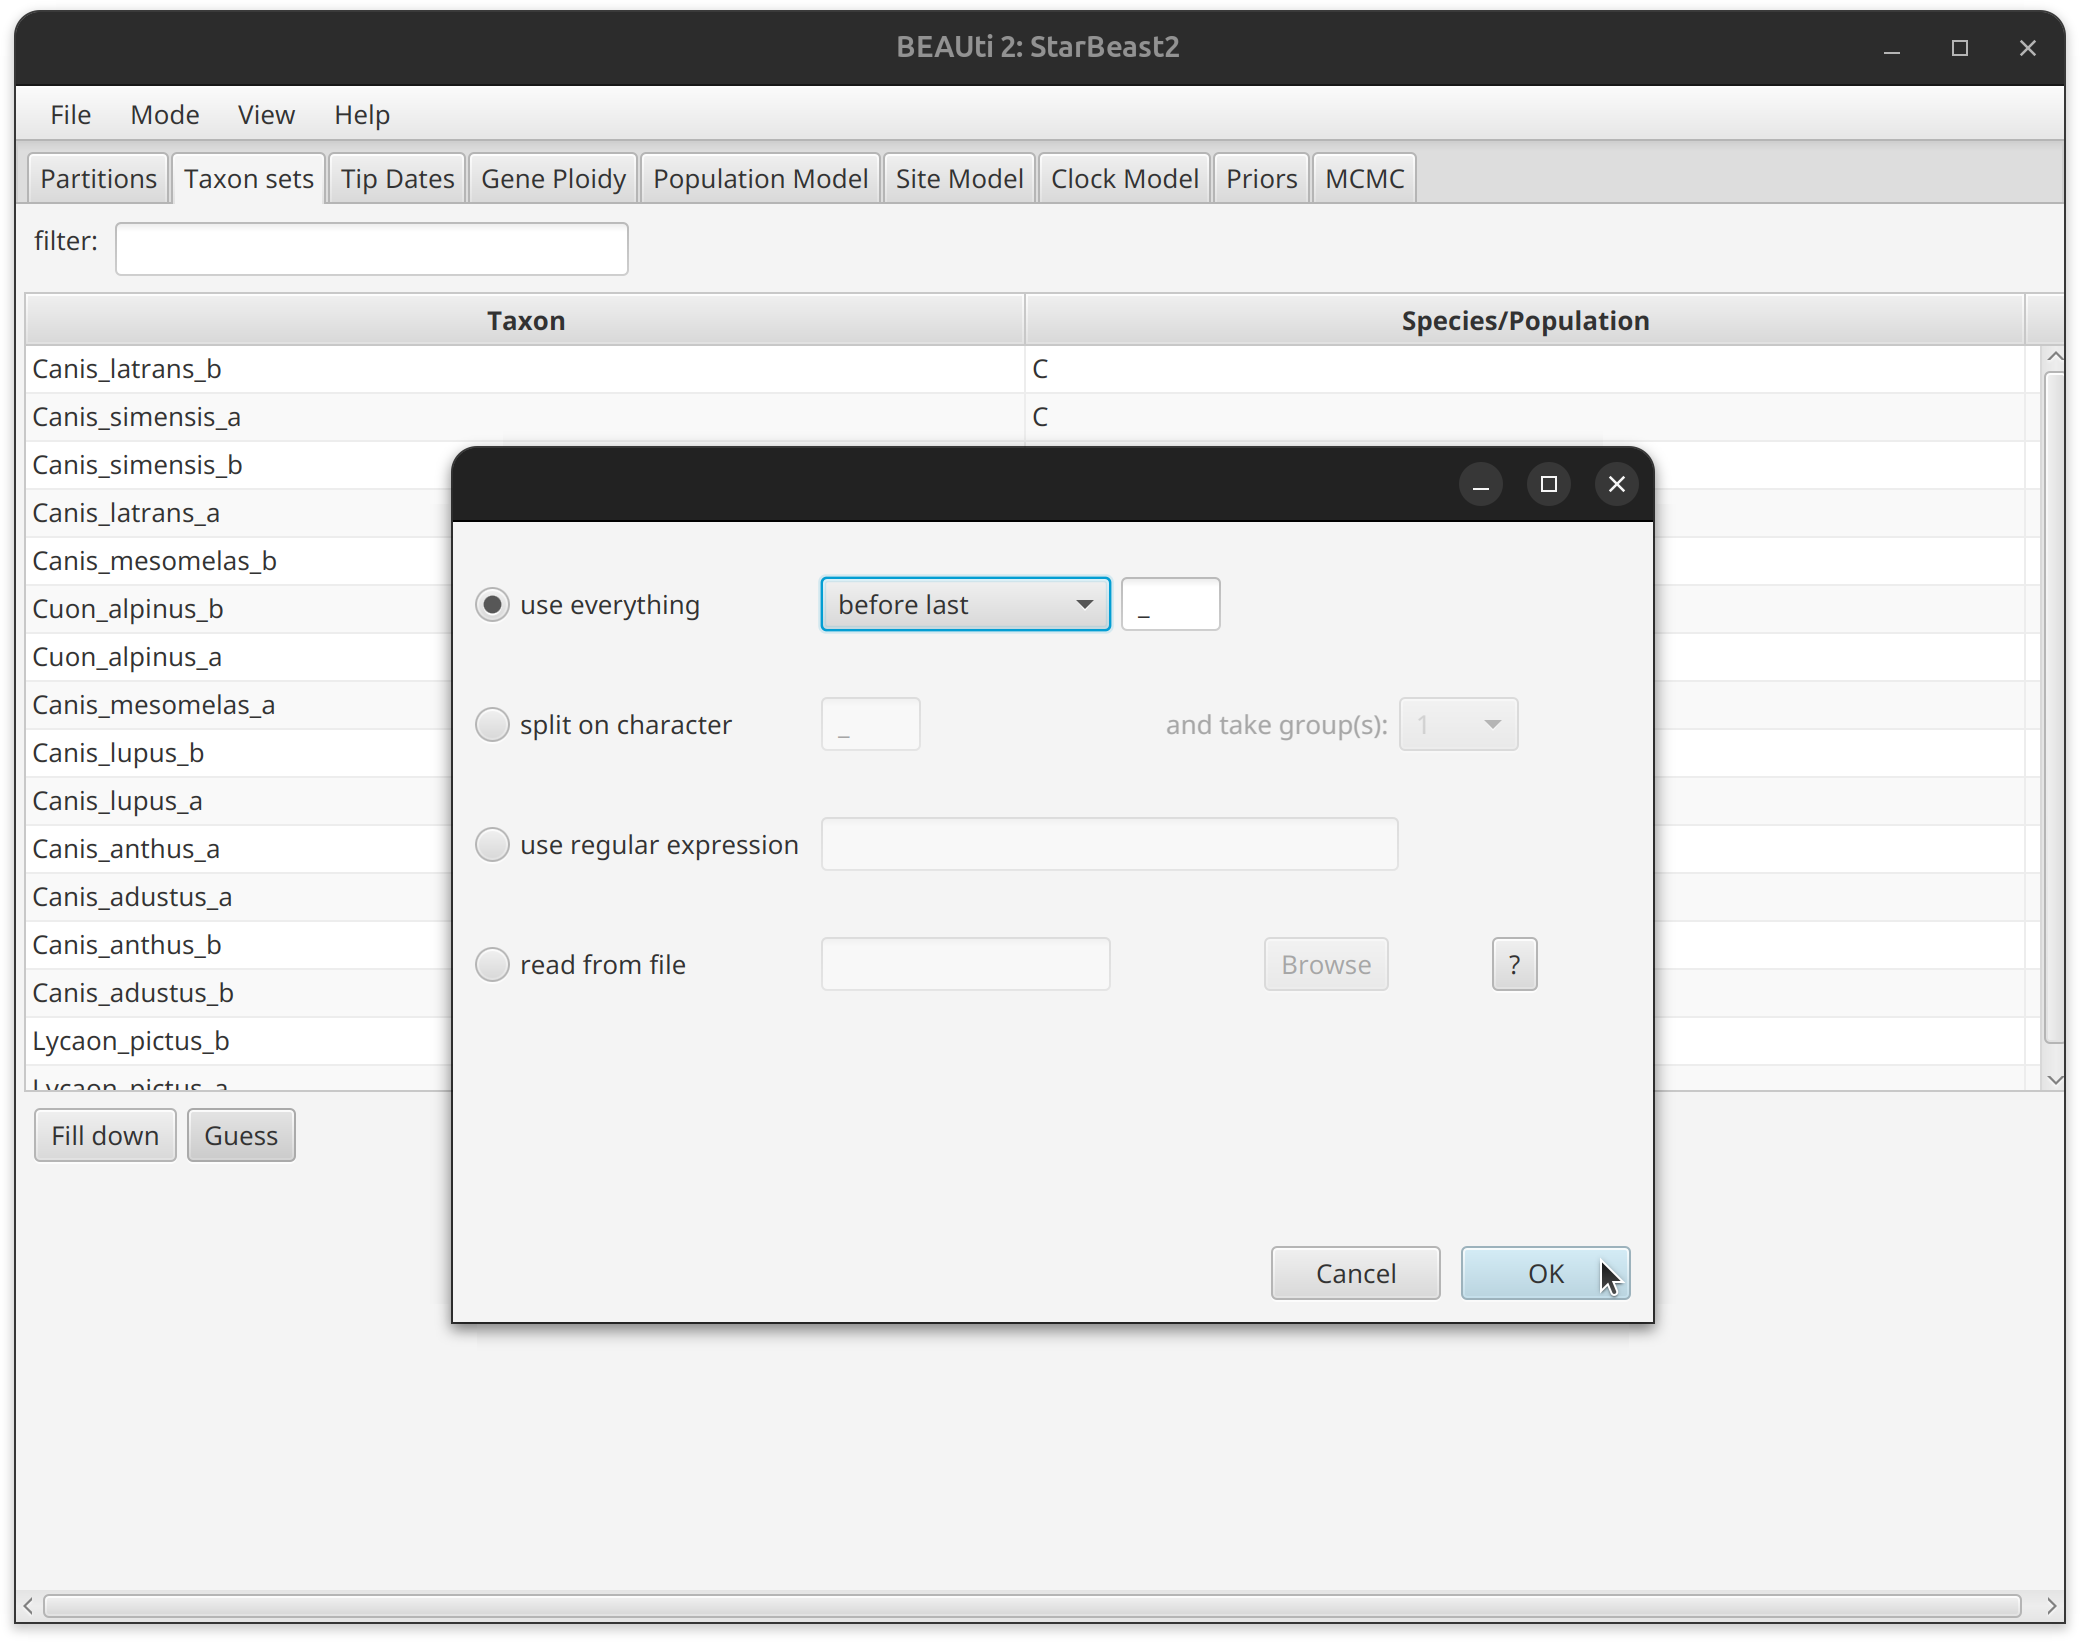 BEAUti 2: StarBeast2
File Mode View Help
Partitions Taxon sets Tip Dates Gene Ploidy Population Model Site Model Clock Model Priors MCMC
filter:
Taxon Species/Population
Canis_latrans_b C
Canis_simensis_a C
Canis_simensis_b
Canis_latrans_a
Canis_mesomelas_b
Cuon_alpinus_b
use everything before last _
Cuon_alpinus_a
Canis_mesomelas_a
split on character _ and take group(s): 1
Canis_lupus_b
Canis_lupus_a
Canis_anthus_a
use regular expression
Canis_adustus_a
Canis_anthus_b
read from file Browse ?
Canis_adustus_b
Lycaon_pictus_b
Lycaon_pictus_a
Fill down Guess
Cancel OK